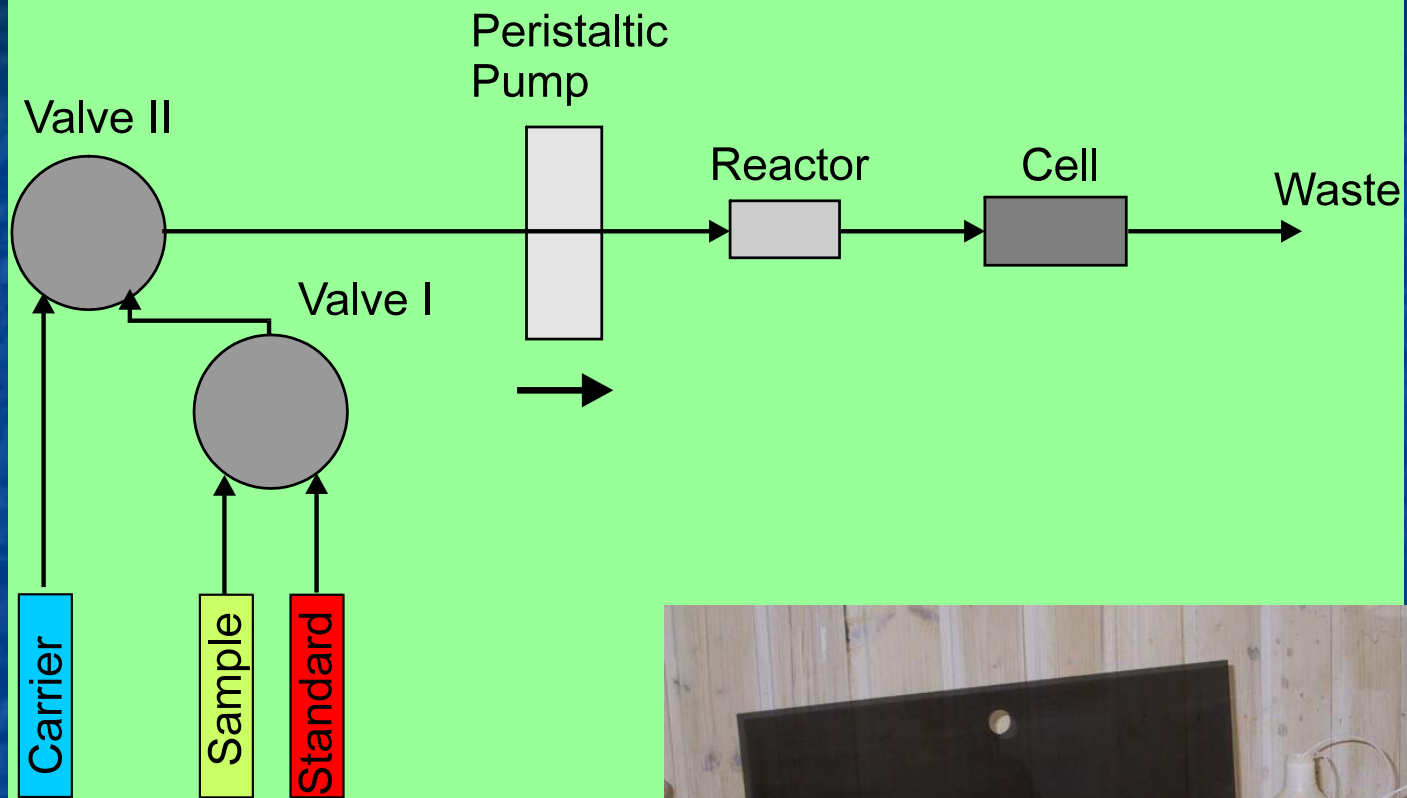 Peristaltic
Pump
Valve II
Reactor
Cell
Waste
Valve I
Carrier
Sample
Standard